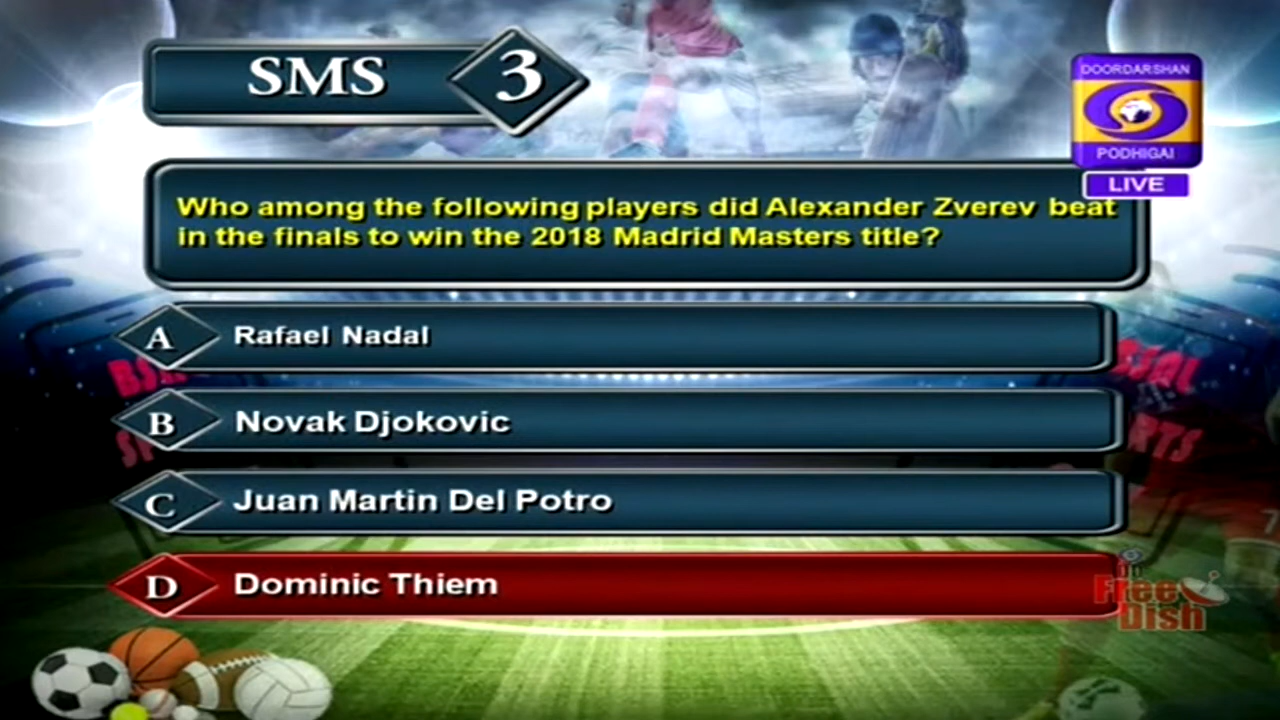 SMS 3
DOORDARSHAN
PODHIGAI
LIVE
Who among the following players did Alexander Zverev beat
in the finals to win the 2018 Madrid Masters title?
A Rafael Nadal
B Novak Djokovic
C Juan Martin Del Potro
D Dominic Thiem
Free
Dish